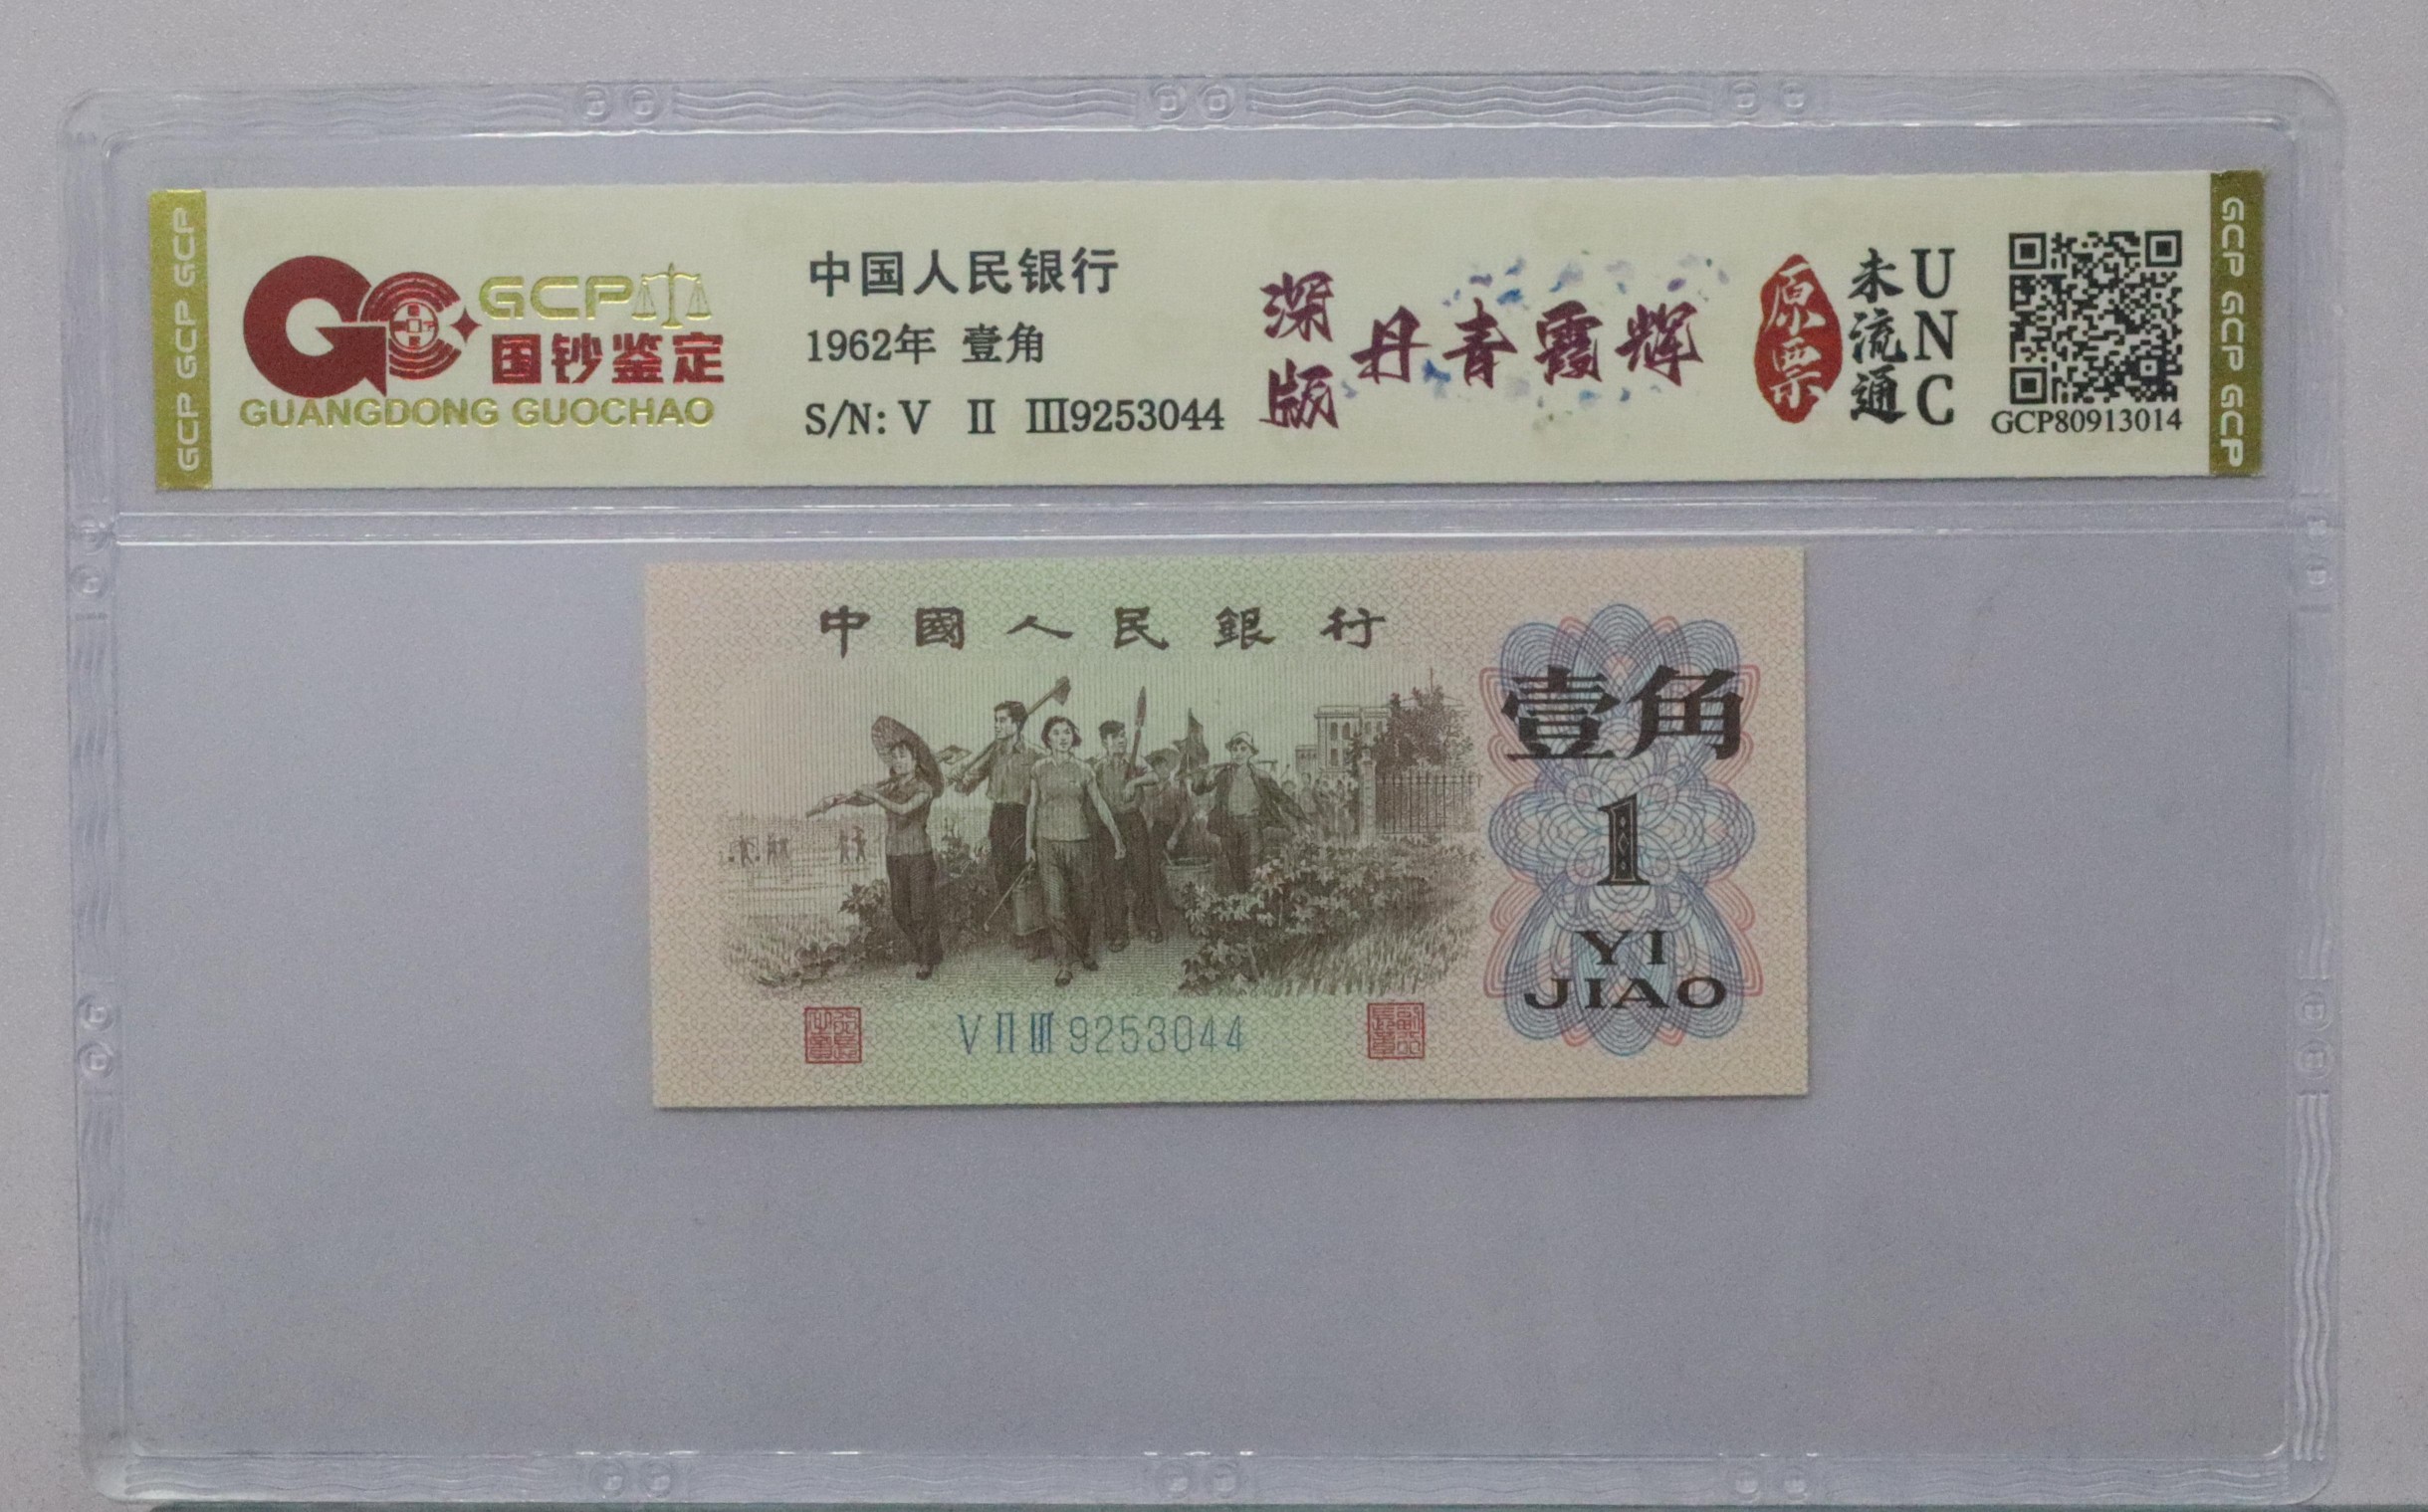 GCP GCP GCP
GCP
国钞鉴定
GUANGDONG GUOCHAO
中国人民银行
1962年 壹角
S/N: V Ⅱ Ⅲ9253044
深版
丹青霞辉
原票
未流通
UNC
GCP80913014
GCP GCP GCP
中國人民銀行
壹角
1
YI
JIAO
V Ⅱ Ⅲ 9253044